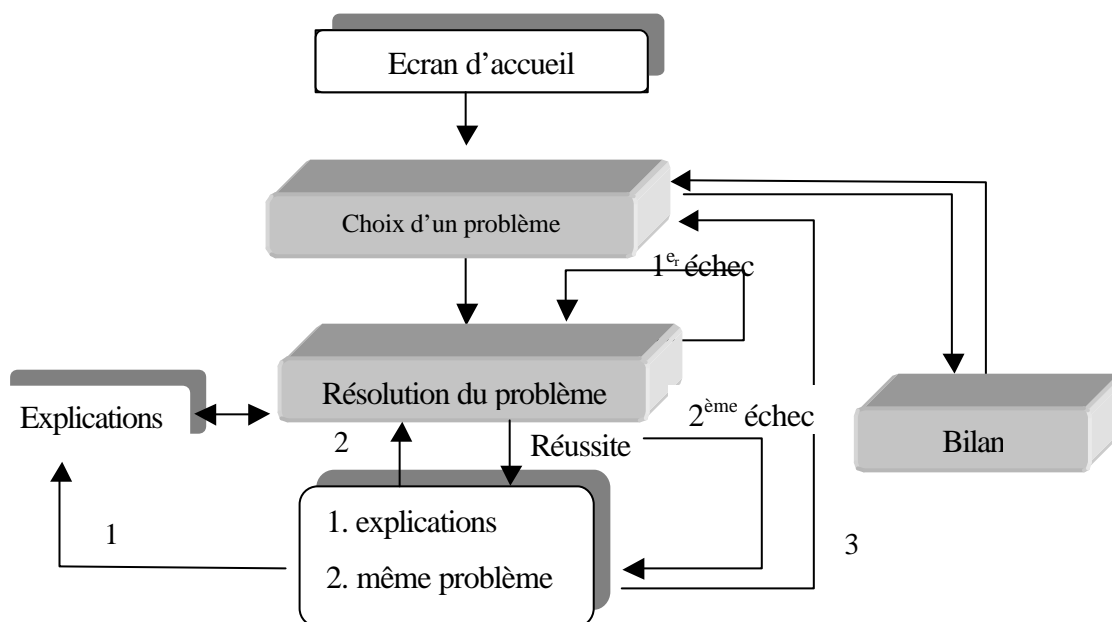 Ecran d’accueil
Choix d’un problème
1er échec
Résolution du problème
Explications
2ème échec
Bilan
2
Réussite
1. explications
1
3
2. même problème